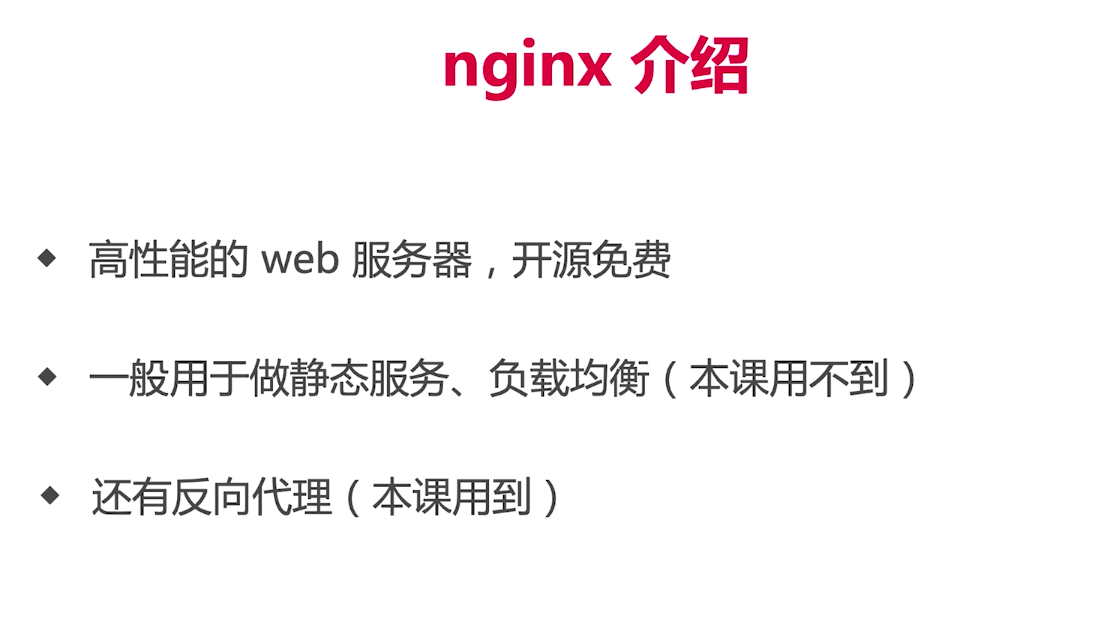 nginx 介绍
◆ 高性能的 web 服务器，开源免费
◆ 一般用于做静态服务、负载均衡（本课用不到）
◆ 还有反向代理（本课用到）